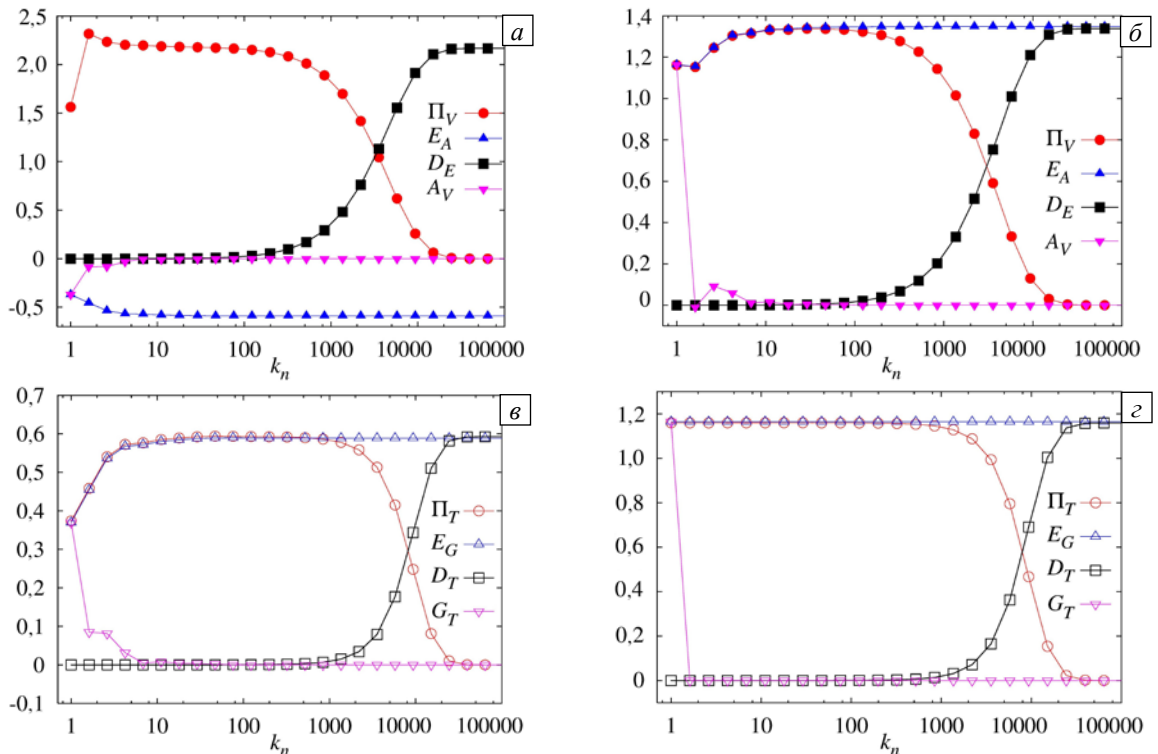 2,5
2.0
1.5
1.0
0.5
0
-0.5
а
Π_V
E_A
D_E
A_V
1 10 100 1000 10000 100000
k_n
1.4
1.2
1.0
0.8
0.6
0,4
0,2
0
б
Π_V
E_A
D_E
A_V
1 10 100 1000 10000 100000
k_n
0,7
0,6
0,5
0,4
0,3
0,2
0,1
0
-0.1
в
Π_T
E_G
D_T
G_T
1 10 100 1000 10000 100000
k_n
1.2
1,0
0.8
0,6
0,4
0,2
0
г
Π_T
E_G
D_T
G_T
1 10 100 1000 10000 100000
k_n